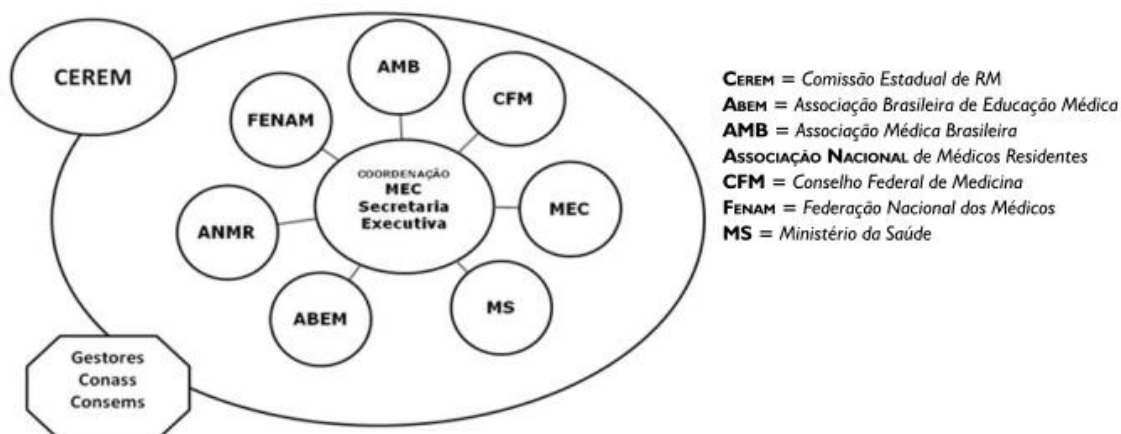 CEREM
AMB
CFM
FENAM
COORDENAÇÃO
MEC
Secretaria
Executiva
MEC
ANMR
ABEM
MS
Gestores
Conass
Consems
CEREM = Comissão Estadual de RM
ABEM = Associação Brasileira de Educação Médica
AMB = Associação Médica Brasileira
ASSOCIAÇÃO NACIONAL de Médicos Residentes
CFM = Conselho Federal de Medicina
FENAM = Federação Nacional dos Médicos
MS = Ministério da Saúde